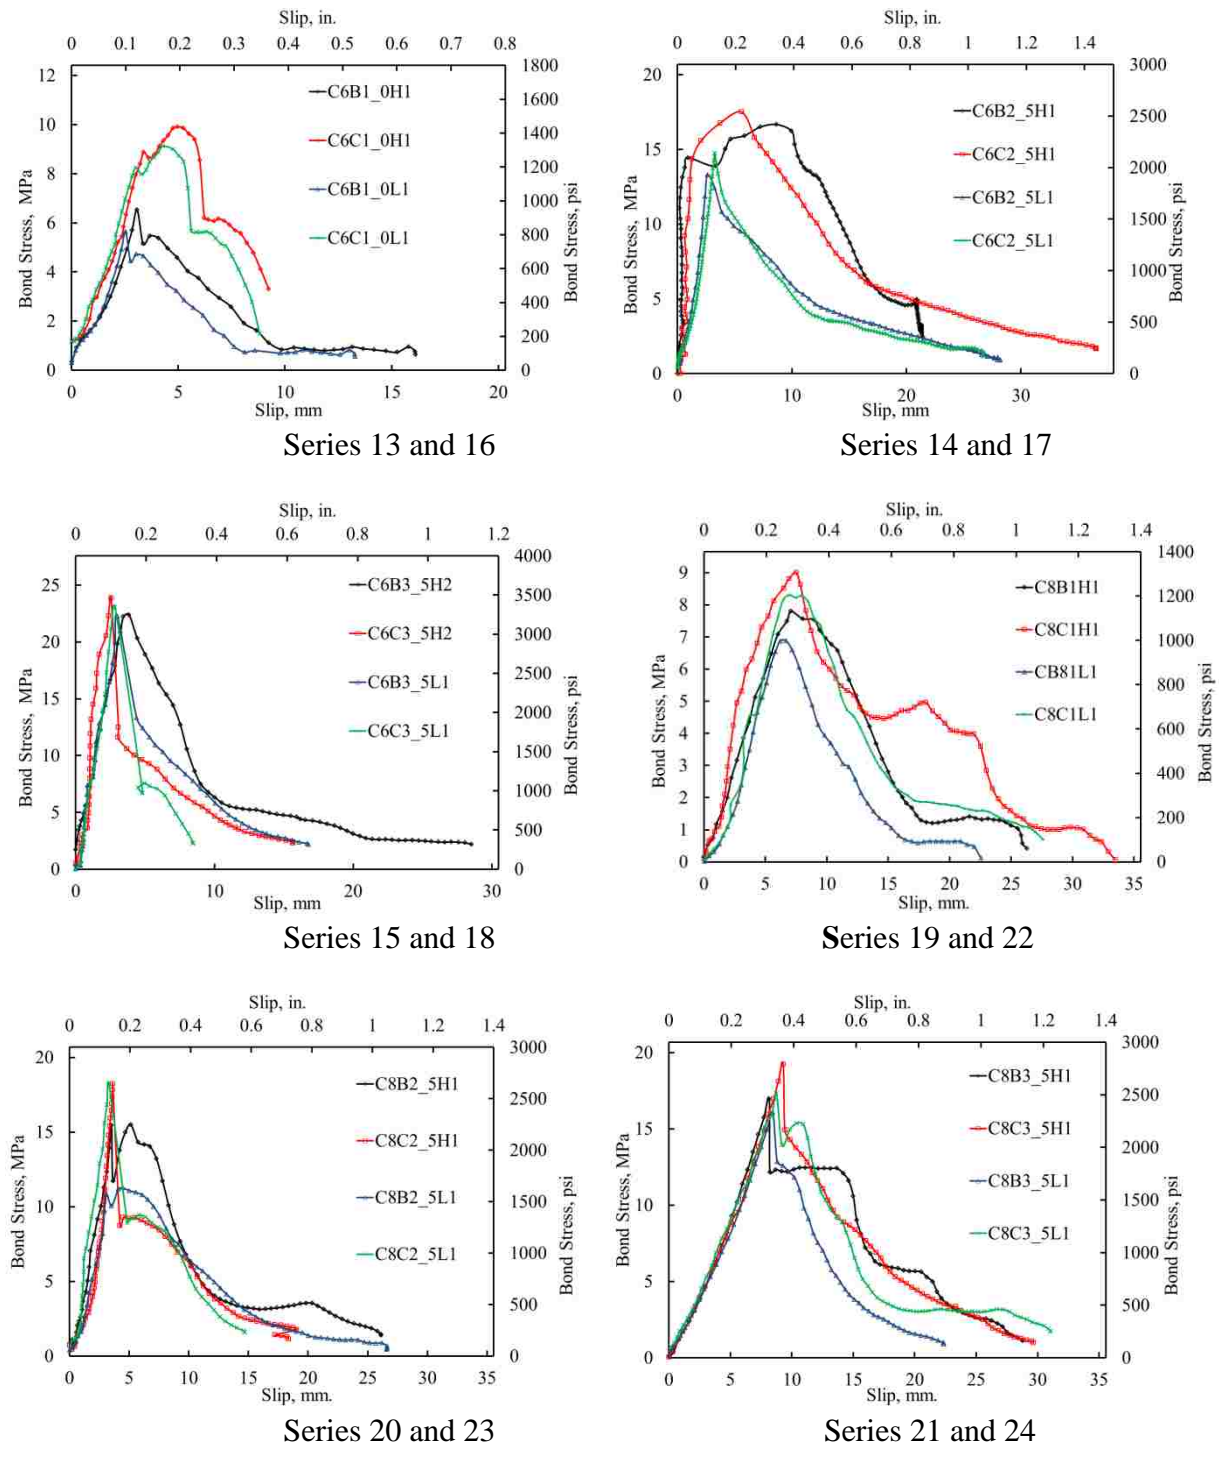 Slip, in.
0 0.1 0.2 0.3 0.4 0.5 0.6 0.7 0.8
12
10
8
6
4
2
0
Bond Stress, MPa
C6B1_0H1
C6C1_0H1
C6B1_0L1
C6C1_0L1
1800
1600
1400
1200
1000
800
600
400
200
0
Bond Stress, psi
0 5 10 15 20
Slip, mm
Series 13 and 16
Slip, in.
0 0.2 0.4 0.6 0.8 1 1.2 1.4
20
15
10
5
0
Bond Stress, MPa
C6B2_5H1
C6C2_5H1
C6B2_5L1
C6C2_5L1
3000
2500
2000
1500
1000
500
0
Bond Stress, psi
0 10 20 30
Slip, mm
Series 14 and 17
Slip, in.
0 0.2 0.4 0.6 0.8 1 1.2
25
20
15
10
5
0
Bond Stress, MPa
C6B3_5H2
C6C3_5H2
C6B3_5L1
C6C3_5L1
4000
3500
3000
2500
2000
1500
1000
500
0
Bond Stress, psi
0 10 20 30
Slip, mm
Series 15 and 18
Slip, in.
0 0.2 0.4 0.6 0.8 1 1.2 1.4
9
8
7
6
5
4
3
2
1
0
Bond Stress, MPa
C8B1H1
C8C1H1
CB81L1
C8C1L1
1400
1200
1000
800
600
400
200
0
Bond Stress, psi
0 5 10 15 20 25 30 35
Slip, mm.
Series 19 and 22
Slip, in.
0 0.2 0.4 0.6 0.8 1 1.2 1.4
20
15
10
5
0
Bond Stress, MPa
C8B2_5H1
C8C2_5H1
C8B2_5L1
C8C2_5L1
3000
2500
2000
1500
1000
500
0
Bond Stress, psi
0 5 10 15 20 25 30 35
Slip, mm.
Series 20 and 23
Slip, in.
0 0.2 0.4 0.6 0.8 1 1.2 1.4
20
15
10
5
0
Bond Stress, MPa
C8B3_5H1
C8C3_5H1
C8B3_5L1
C8C3_5L1
3000
2500
2000
1500
1000
500
0
Bond Stress, psi
0 5 10 15 20 25 30 35
Slip, mm.
Series 21 and 24